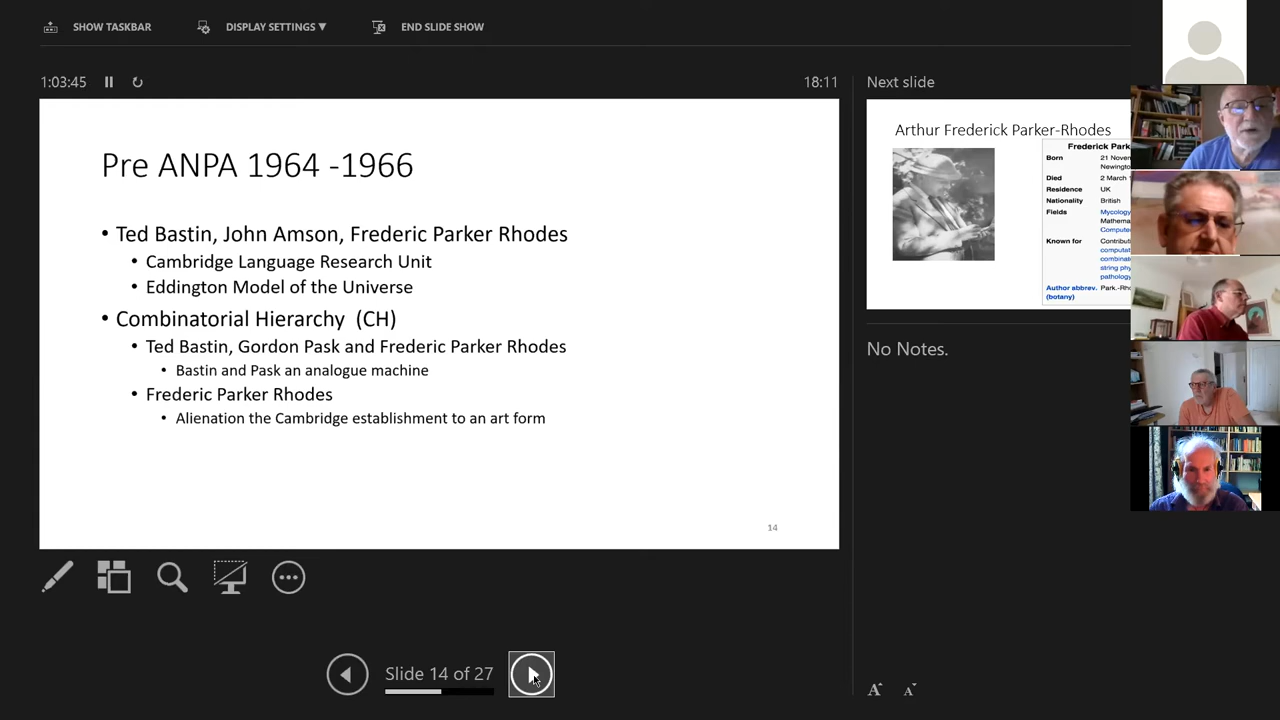 SHOW TASKBAR
DISPLAY SETTINGS ▼
END SLIDE SHOW
1:03:45
18:11
Next slide
Pre ANPA 1964 -1966
• Ted Bastin, John Amson, Frederic Parker Rhodes
• Cambridge Language Research Unit
• Eddington Model of the Universe
• Combinatorial Hierarchy (CH)
• Ted Bastin, Gordon Pask and Frederic Parker Rhodes
• Bastin and Pask an analogue machine
• Frederic Parker Rhodes
• Alienation the Cambridge establishment to an art form
14
Arthur Frederick Parker-Rhodes
Frederick Park
Born 21 Noven
Newington
Died 2 March 1
Residence UK
Nationality British
Fields Mycology
Mathema
Compute
Known for Contribut
computat
combinat
string phy
pathology
Author abbrev. Park.-Rho
(botany)
No Notes.
Slide 14 of 27
A A